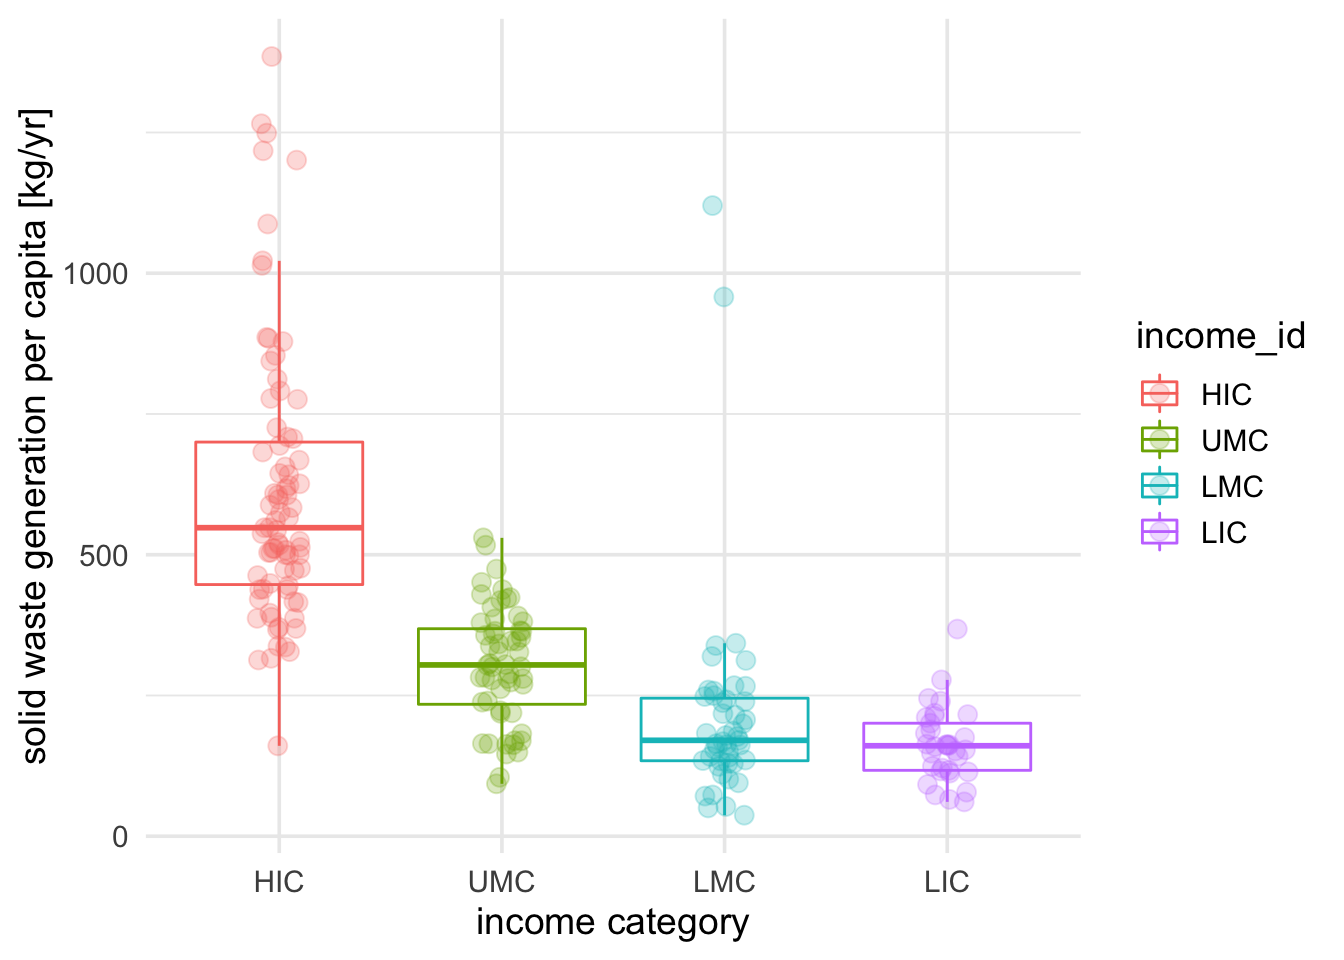 solid waste generation per capita [kg/yr]
1000
500
0
HIC UMC LMC LIC
income category
income_id
HIC
UMC
LMC
LIC